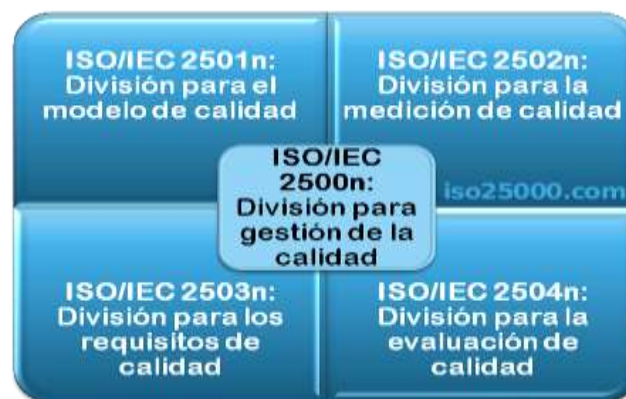 ISO/IEC 2501n:
División para el
modelo de calidad
ISO/IEC 2502n:
División para la
medición de calidad
ISO/IEC
2500n:
División para
gestión de la
calidad
iso25000.com
ISO/IEC 2503n:
División para los
requisitos de
calidad
ISO/IEC 2504n:
División para la
evaluación de
calidad